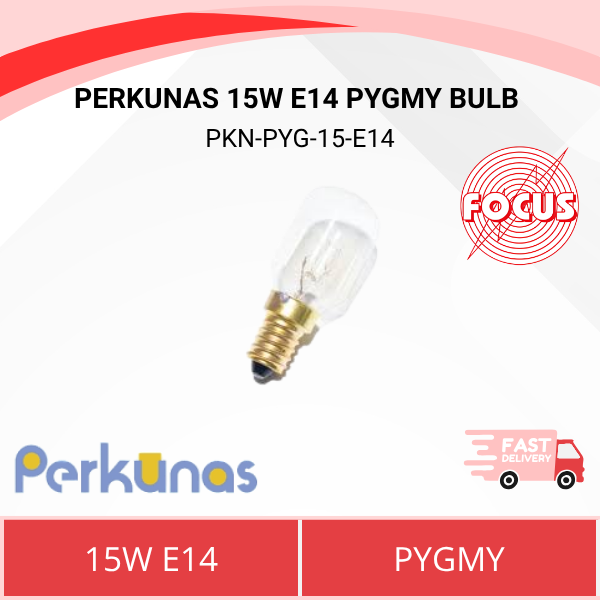 PERKUNAS 15W E14 PYGMY BULB
PKN-PYG-15-E14
FOCUS
Perkunas
FAST
DELIVERY
15W E14
PYGMY